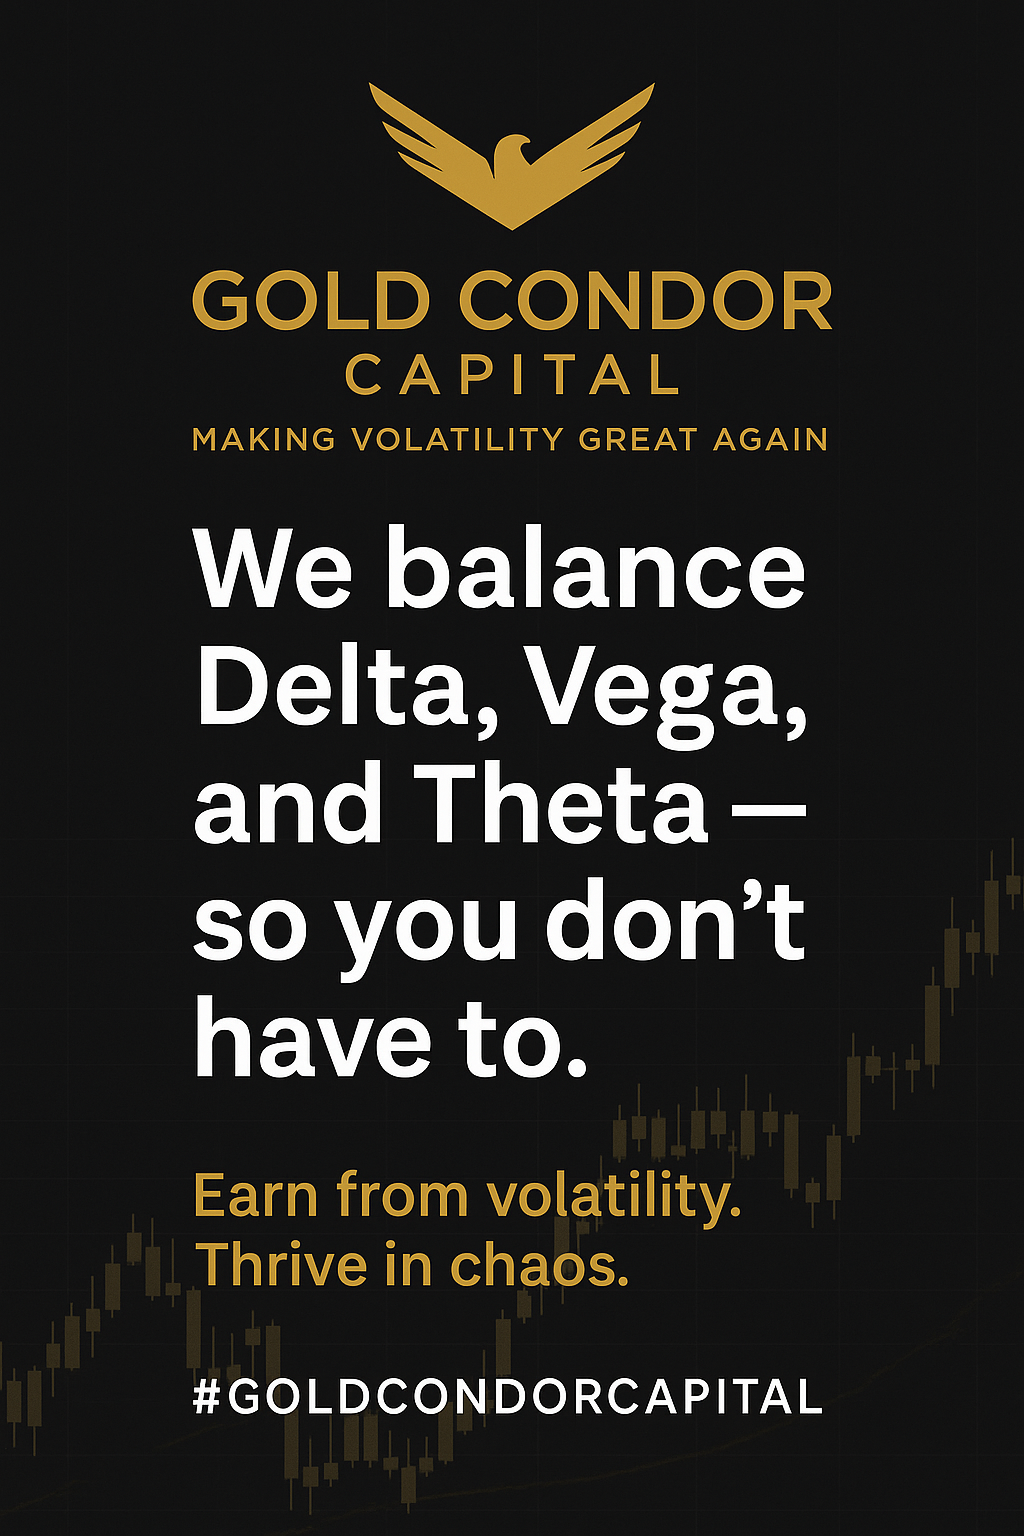 GOLD CONDOR
CAPITAL
MAKING VOLATILITY GREAT AGAIN
We balance
Delta, Vega,
and Theta —
so you don’t
have to.
Earn from volatility.
Thrive in chaos.
#GOLDCONDORCAPITAL